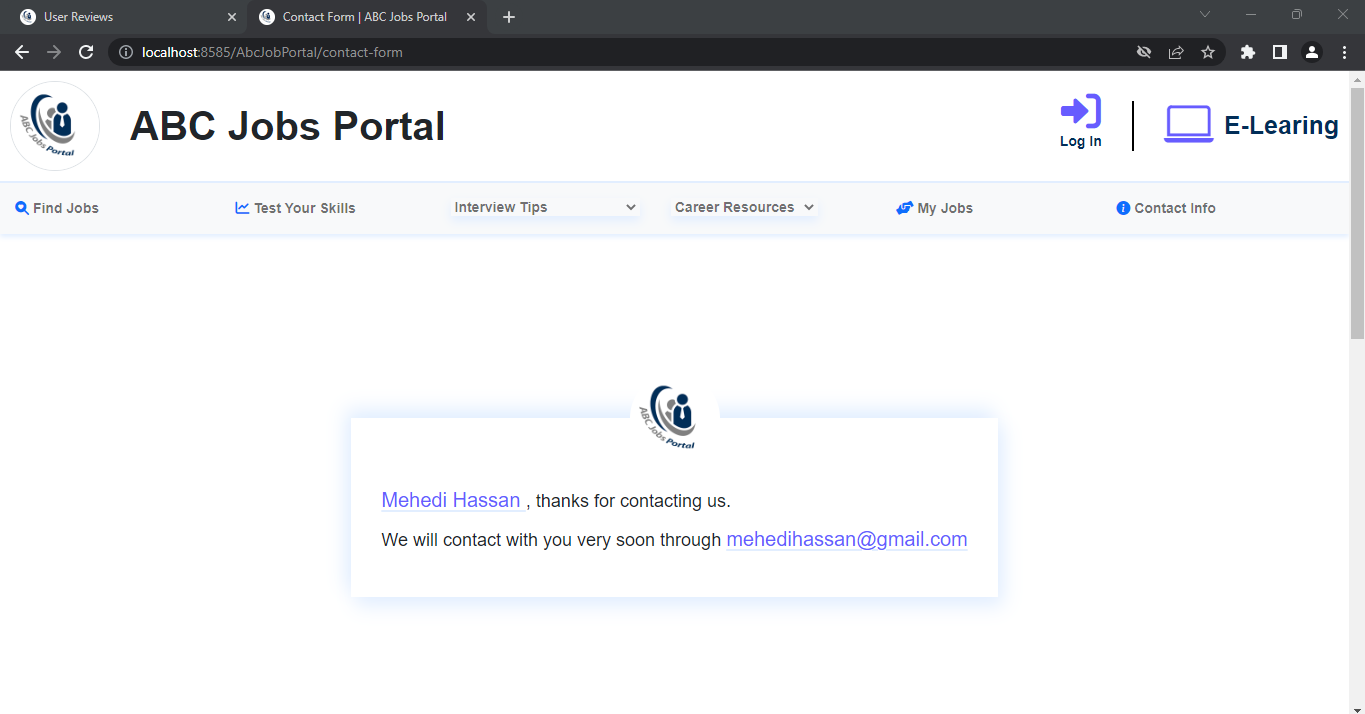 User Reviews
Contact Form | ABC Jobs Portal
localhost:8585/AbcJobPortal/contact-form
ABC Jobs Portal
ABC Jobs Portal
Log In
E-Learing
Find Jobs
Test Your Skills
Interview Tips
Career Resources
My Jobs
Contact Info
ABC Jobs Portal
Mehedi Hassan , thanks for contacting us.
We will contact with you very soon through mehedihassan@gmail.com